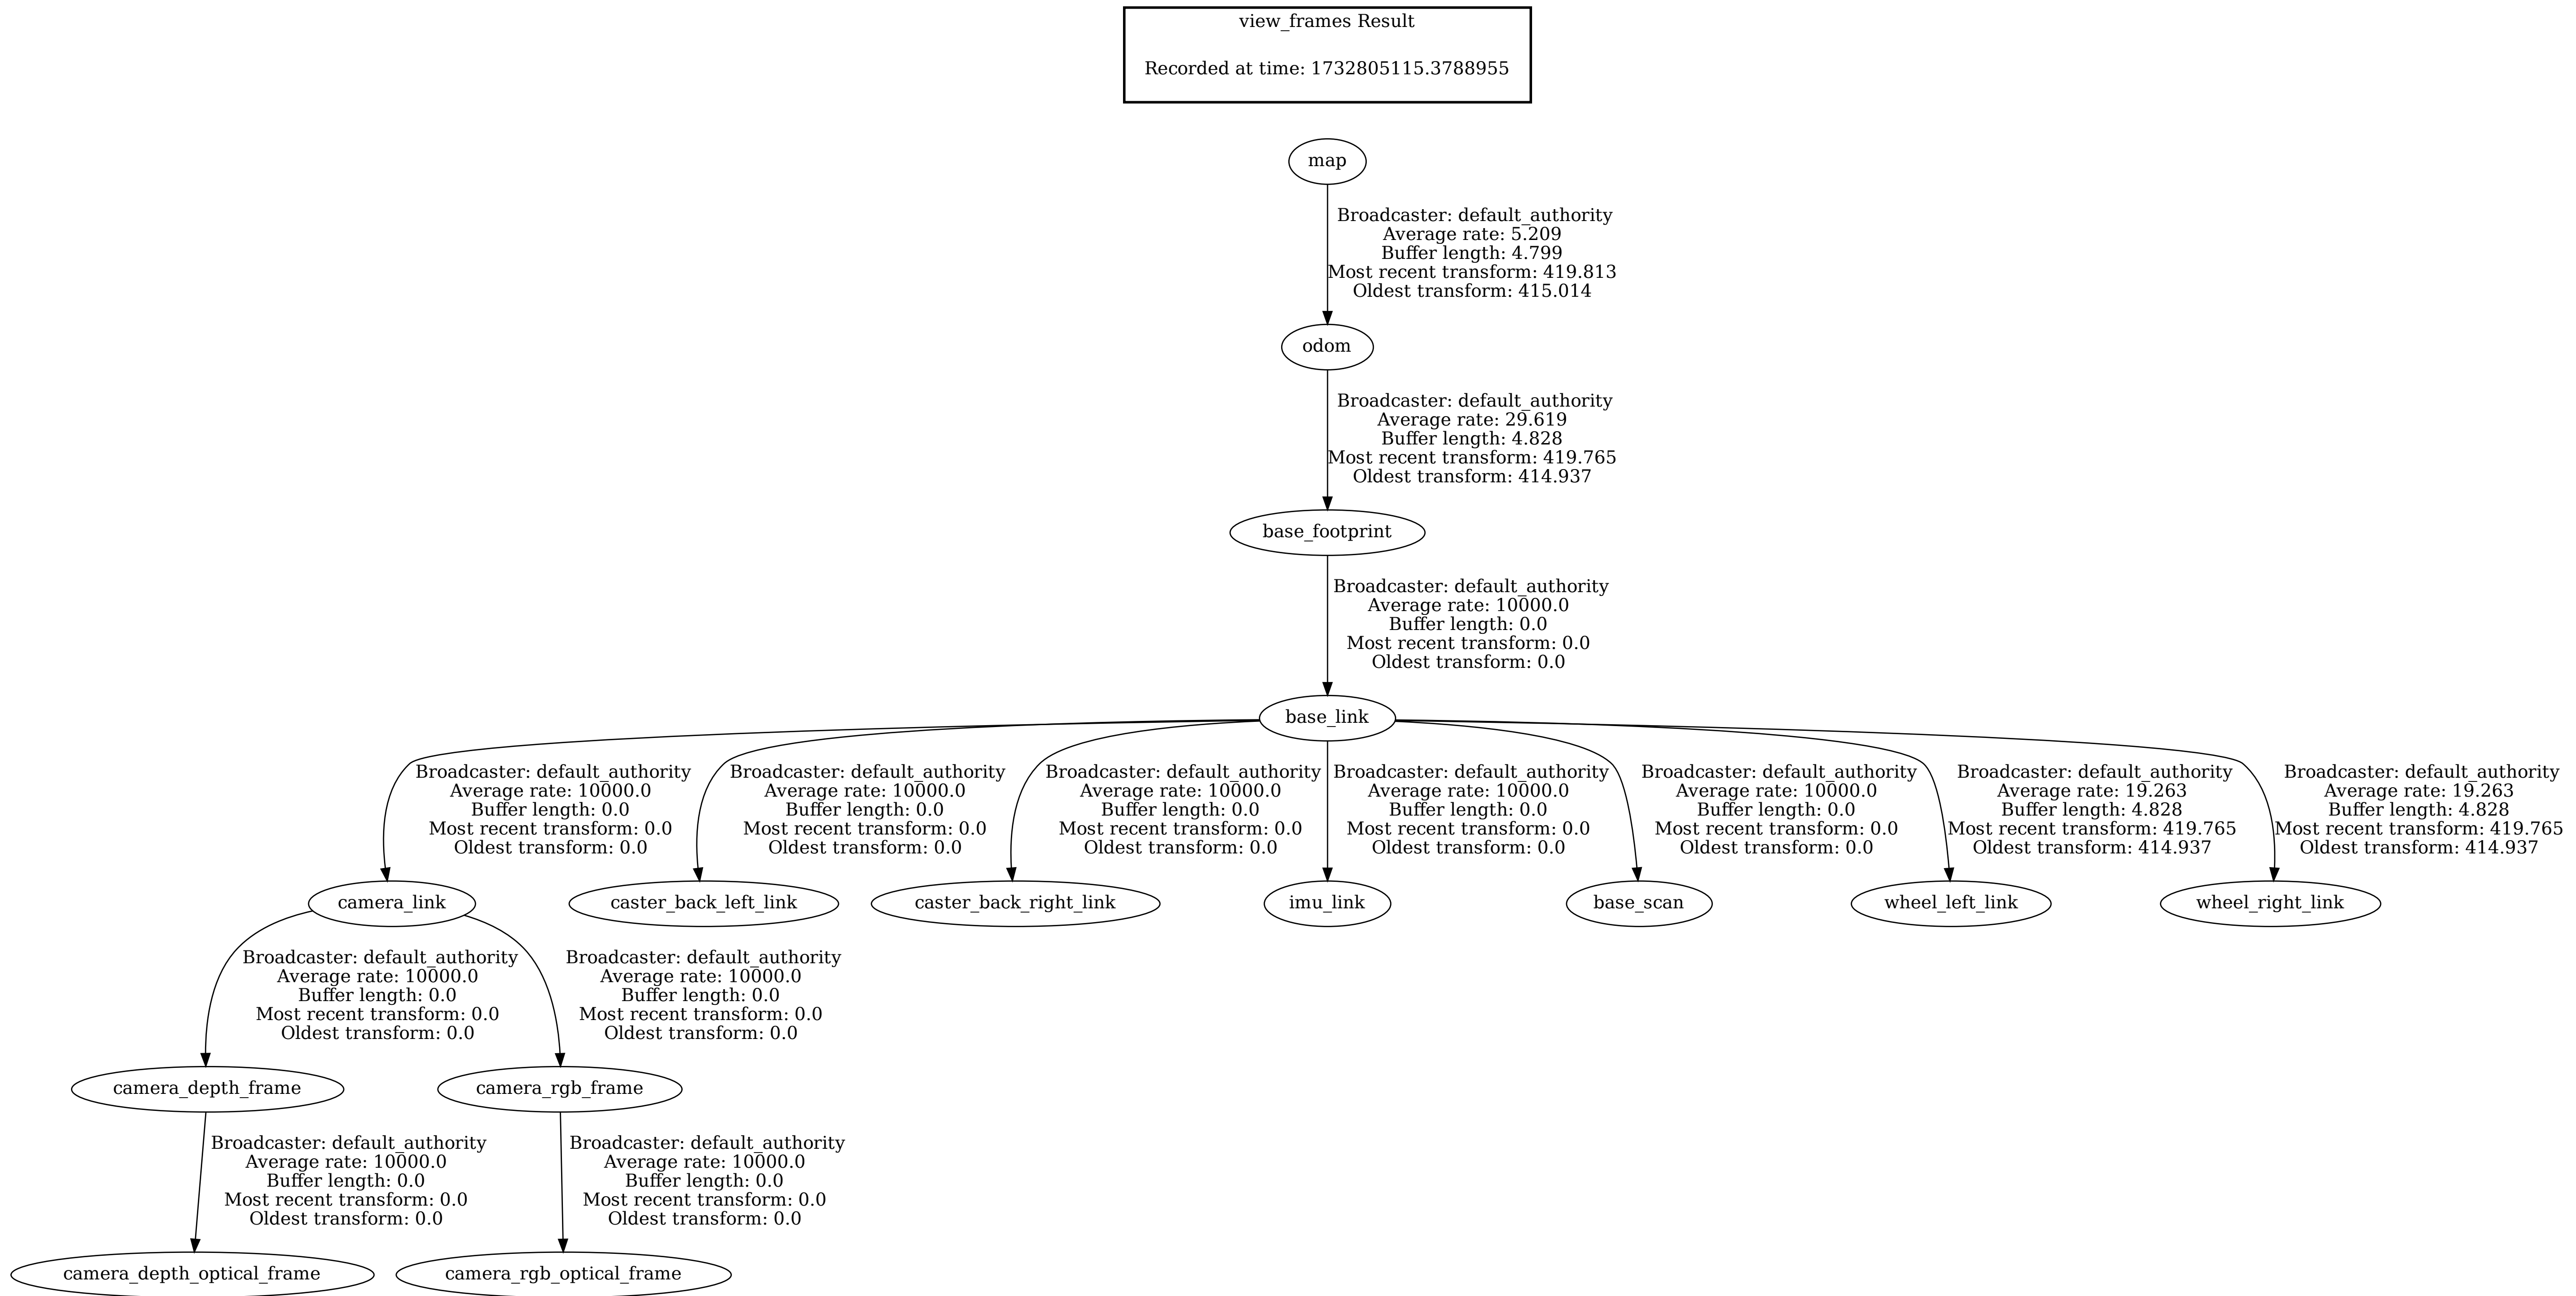 view_frames Result
Recorded at time: 1732805115.3788955
map
Broadcaster: default_authority
Average rate: 5.209
Buffer length: 4.799
Most recent transform: 419.813
Oldest transform: 415.014
odom
Broadcaster: default_authority
Average rate: 29.619
Buffer length: 4.828
Most recent transform: 419.765
Oldest transform: 414.937
base_footprint
Broadcaster: default_authority
Average rate: 10000.0
Buffer length: 0.0
Most recent transform: 0.0
Oldest transform: 0.0
base_link
Broadcaster: default_authority
Average rate: 10000.0
Buffer length: 0.0
Most recent transform: 0.0
Oldest transform: 0.0
Broadcaster: default_authority
Average rate: 10000.0
Buffer length: 0.0
Most recent transform: 0.0
Oldest transform: 0.0
Broadcaster: default_authority
Average rate: 10000.0
Buffer length: 0.0
Most recent transform: 0.0
Oldest transform: 0.0
Broadcaster: default_authority
Average rate: 10000.0
Buffer length: 0.0
Most recent transform: 0.0
Oldest transform: 0.0
Broadcaster: default_authority
Average rate: 10000.0
Buffer length: 0.0
Most recent transform: 0.0
Oldest transform: 0.0
Broadcaster: default_authority
Average rate: 19.263
Buffer length: 4.828
Most recent transform: 419.765
Oldest transform: 414.937
Broadcaster: default_authority
Average rate: 19.263
Buffer length: 4.828
Most recent transform: 419.765
Oldest transform: 414.937
camera_link
caster_back_left_link
caster_back_right_link
imu_link
base_scan
wheel_left_link
wheel_right_link
Broadcaster: default_authority
Average rate: 10000.0
Buffer length: 0.0
Most recent transform: 0.0
Oldest transform: 0.0
Broadcaster: default_authority
Average rate: 10000.0
Buffer length: 0.0
Most recent transform: 0.0
Oldest transform: 0.0
camera_depth_frame
camera_rgb_frame
Broadcaster: default_authority
Average rate: 10000.0
Buffer length: 0.0
Most recent transform: 0.0
Oldest transform: 0.0
Broadcaster: default_authority
Average rate: 10000.0
Buffer length: 0.0
Most recent transform: 0.0
Oldest transform: 0.0
camera_depth_optical_frame
camera_rgb_optical_frame